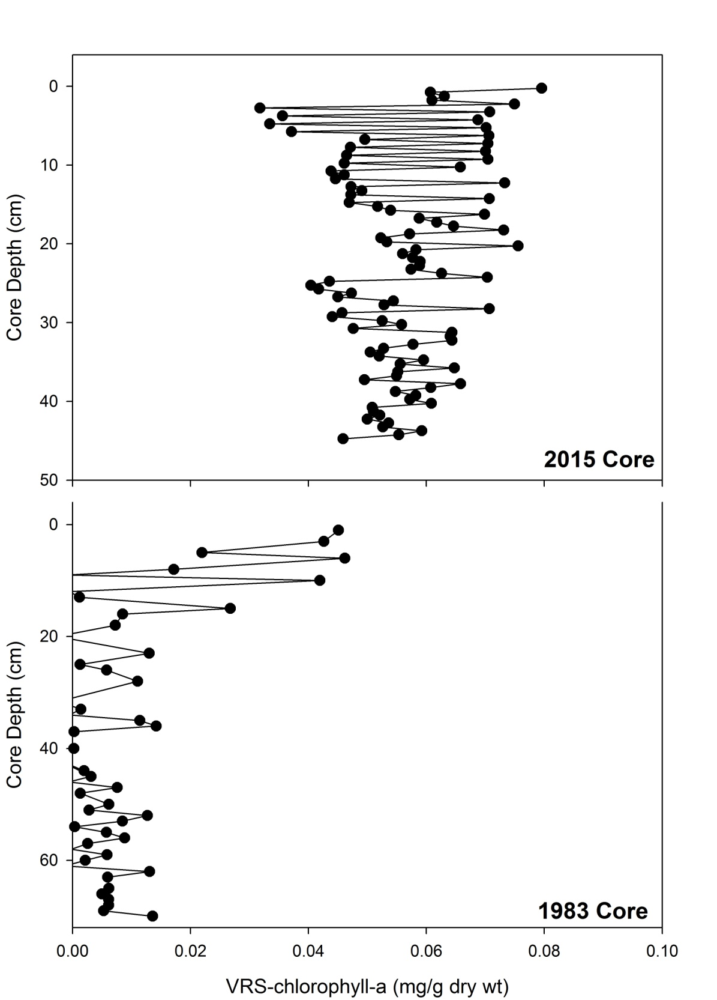 0
10
20
30
40
50
Core Depth (cm)
2015 Core
0
20
40
60
Core Depth (cm)
1983 Core
0.00 0.02 0.04 0.06 0.08 0.10
VRS-chlorophyll-a (mg/g dry wt)